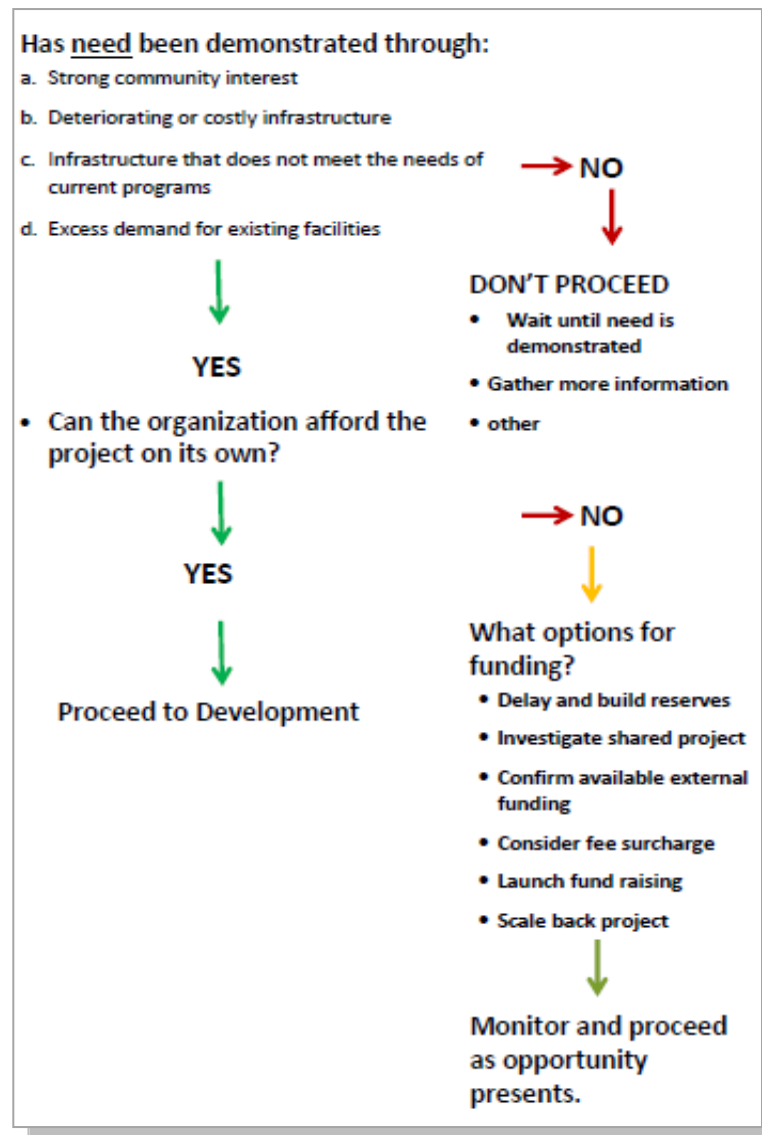 Has need been demonstrated through:
a. Strong community interest
b. Deteriorating or costly infrastructure
c. Infrastructure that does not meet the needs of
current programs
d. Excess demand for existing facilities
NO
DON'T PROCEED
• Wait until need is
demonstrated
• Gather more information
• other
YES
• Can the organization afford the
project on its own?
NO
YES
What options for
funding?
• Delay and build reserves
• Investigate shared project
• Confirm available external
funding
• Consider fee surcharge
• Launch fund raising
• Scale back project
Proceed to Development
Monitor and proceed
as opportunity
presents.